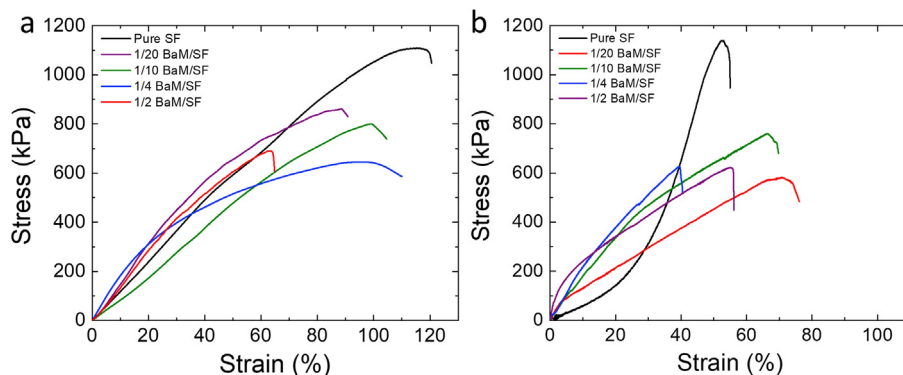 a
1200
1000
800
600
400
200
0
Stress (kPa)
Pure SF
1/20 BaM/SF
1/10 BaM/SF
1/4 BaM/SF
1/2 BaM/SF
0 20 40 60 80 100 120
Strain (%)
b
1200
1000
800
600
400
200
0
Stress (kPa)
Pure SF
1/20 BaM/SF
1/10 BaM/SF
1/4 BaM/SF
1/2 BaM/SF
0 20 40 60 80 100
Strain (%)